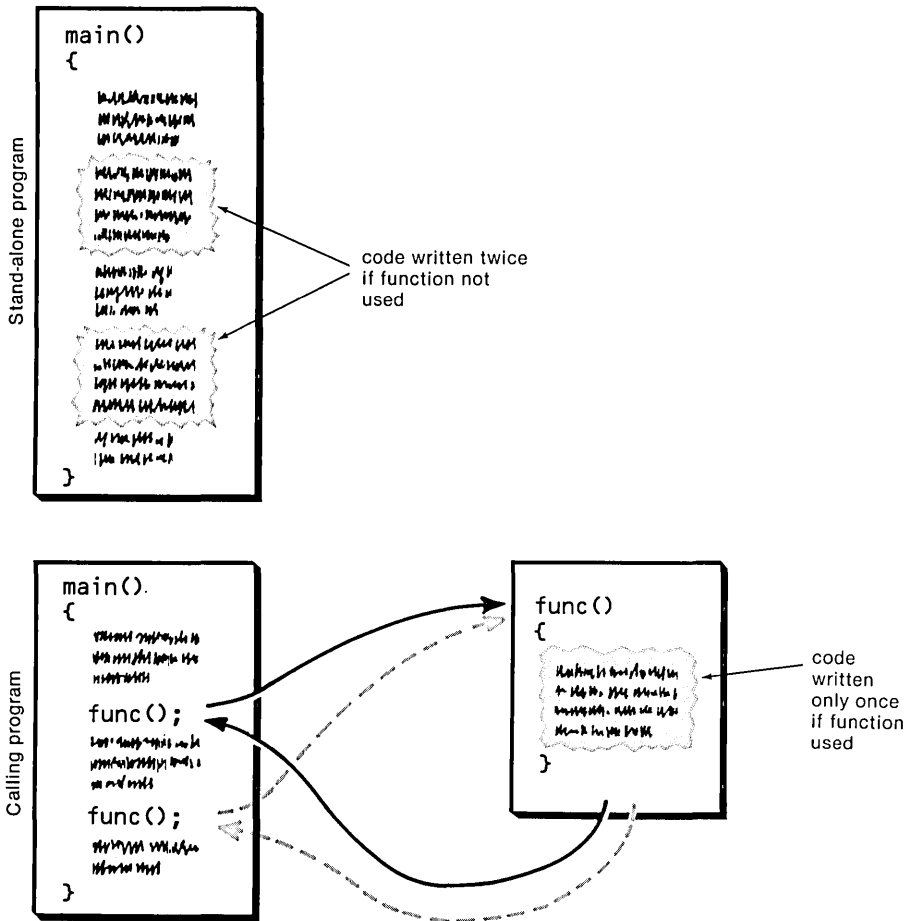 Stand-alone program
main()
{
}
code written twice
if function not
used
Calling program
main()
{
func();
func();
}
func()
{
}
code
written
only once
if function
used